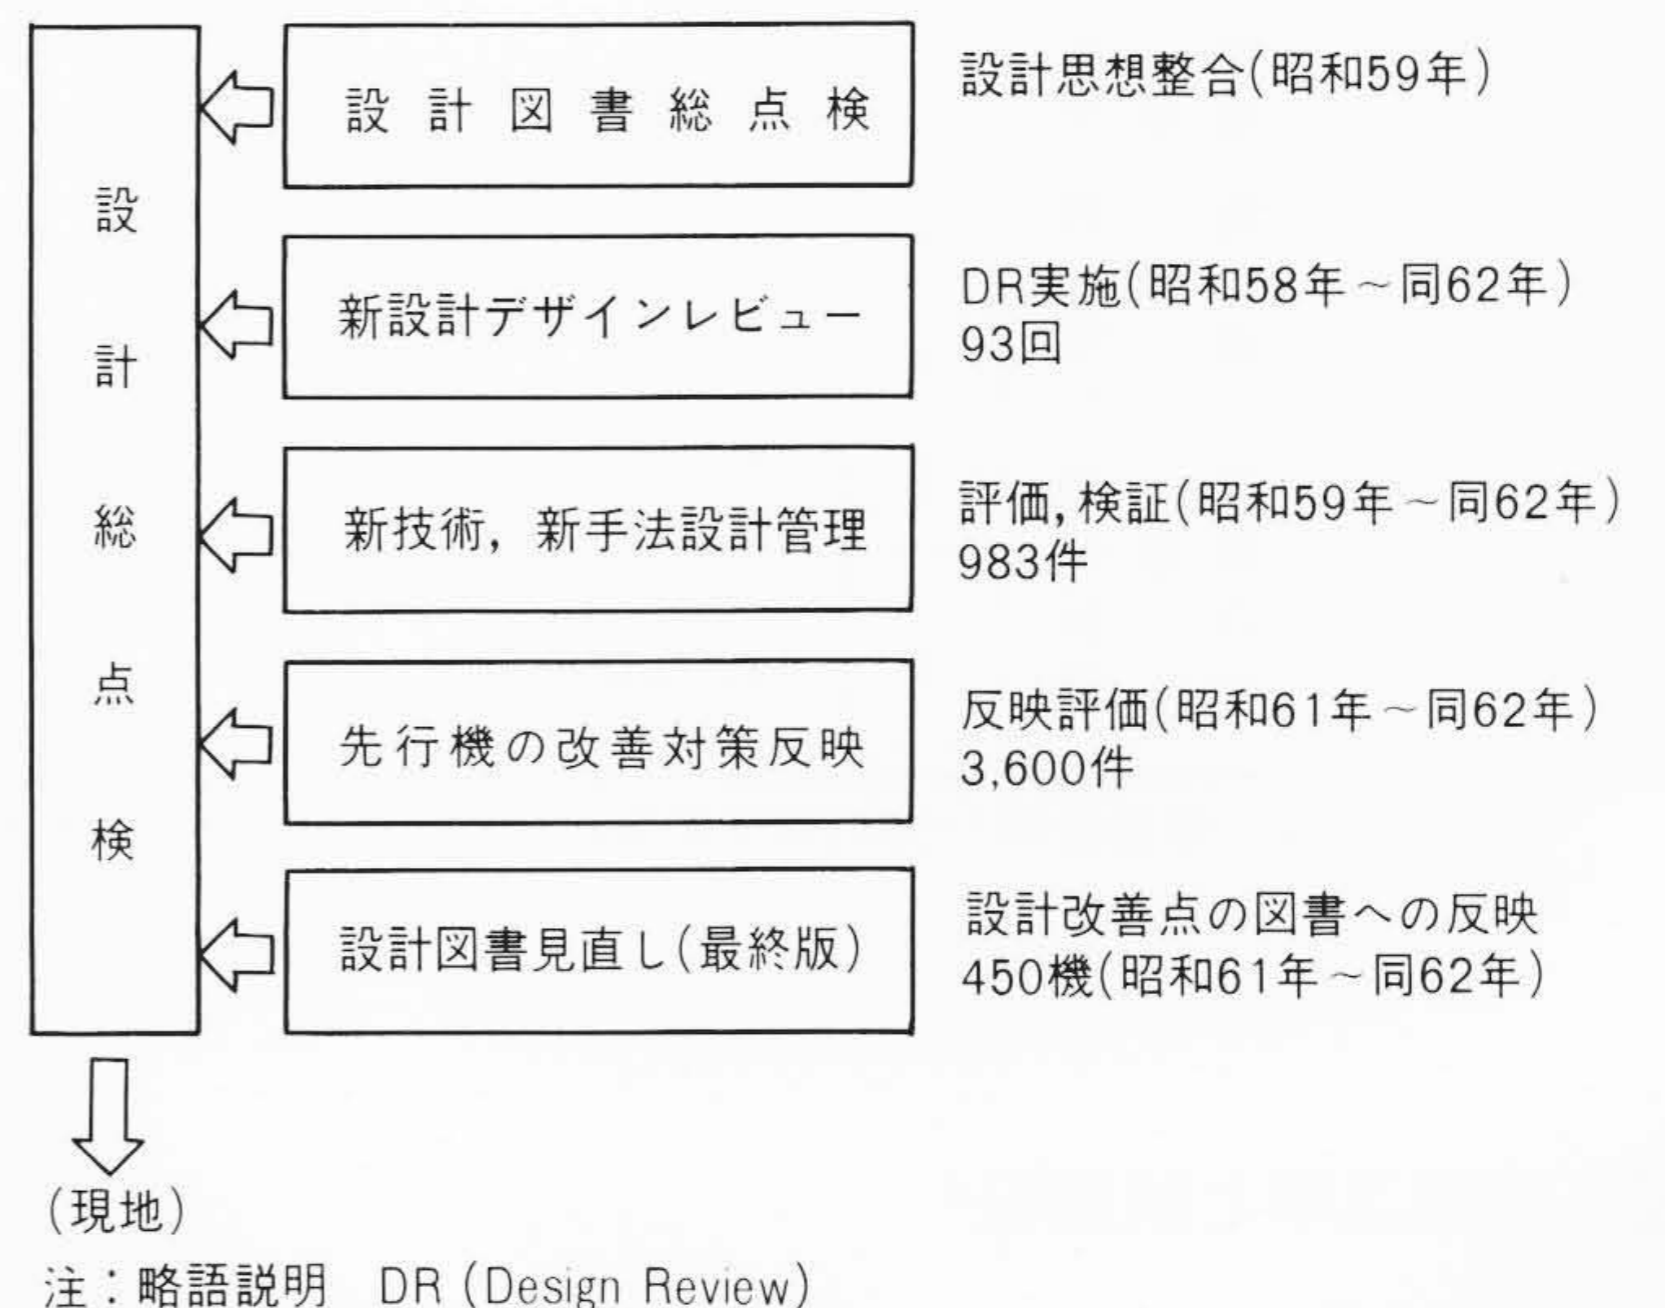 設計総点検
設計図書総点検
設計思想整合(昭和59年)
新設計デザインレビュー
DR実施(昭和58年～同62年)
93回
新技術，新手法設計管理
評価，検証(昭和59年～同62年)
983件
先行機の改善対策反映
反映評価(昭和61年～同62年)
3,600件
設計図書見直し(最終版)
設計改善点の図書への反映
450機(昭和61年～同62年)
(現地)
注：略語説明　DR (Design Review)